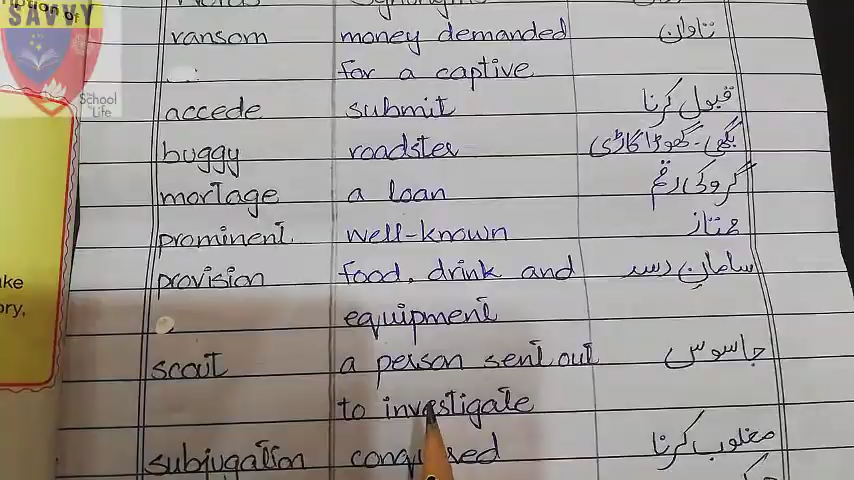 SAVVY
School
Life
ransom money demanded تاوان
for a captive
accede submit قبول کرنا
buggy roadster بگھی-گھوڑا گاڑی
mortage a loan گروی رقم
prominent well-known ممتاز
provision food, drink and سامانِ رسد
equipment
scout a person sent out جاسوس
to investigate
subjugation مغلوب کرنا
ake
ory,